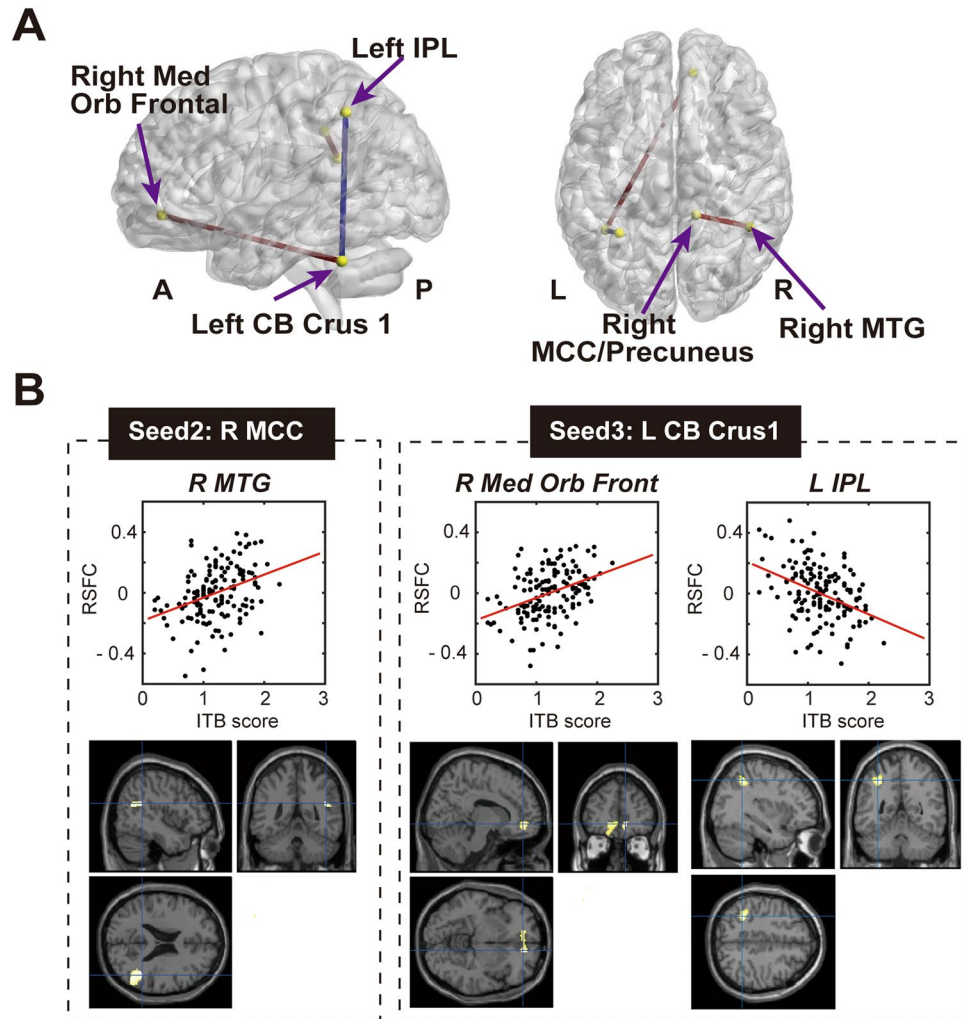 A
Left IPL
Right Med
Orb Frontal
A
P
Left CB Crus 1
L
R
Right
MCC/Precuneus
Right MTG
B
Seed2: R MCC
Seed3: L CB Crus1
R MTG
R Med Orb Front
L IPL
0.4
0
- 0.4
RSFC
0 1 2 3
ITB score
0.4
0
- 0.4
RSFC
0 1 2 3
ITB score
0.4
0
- 0.4
RSFC
0 1 2 3
ITB score